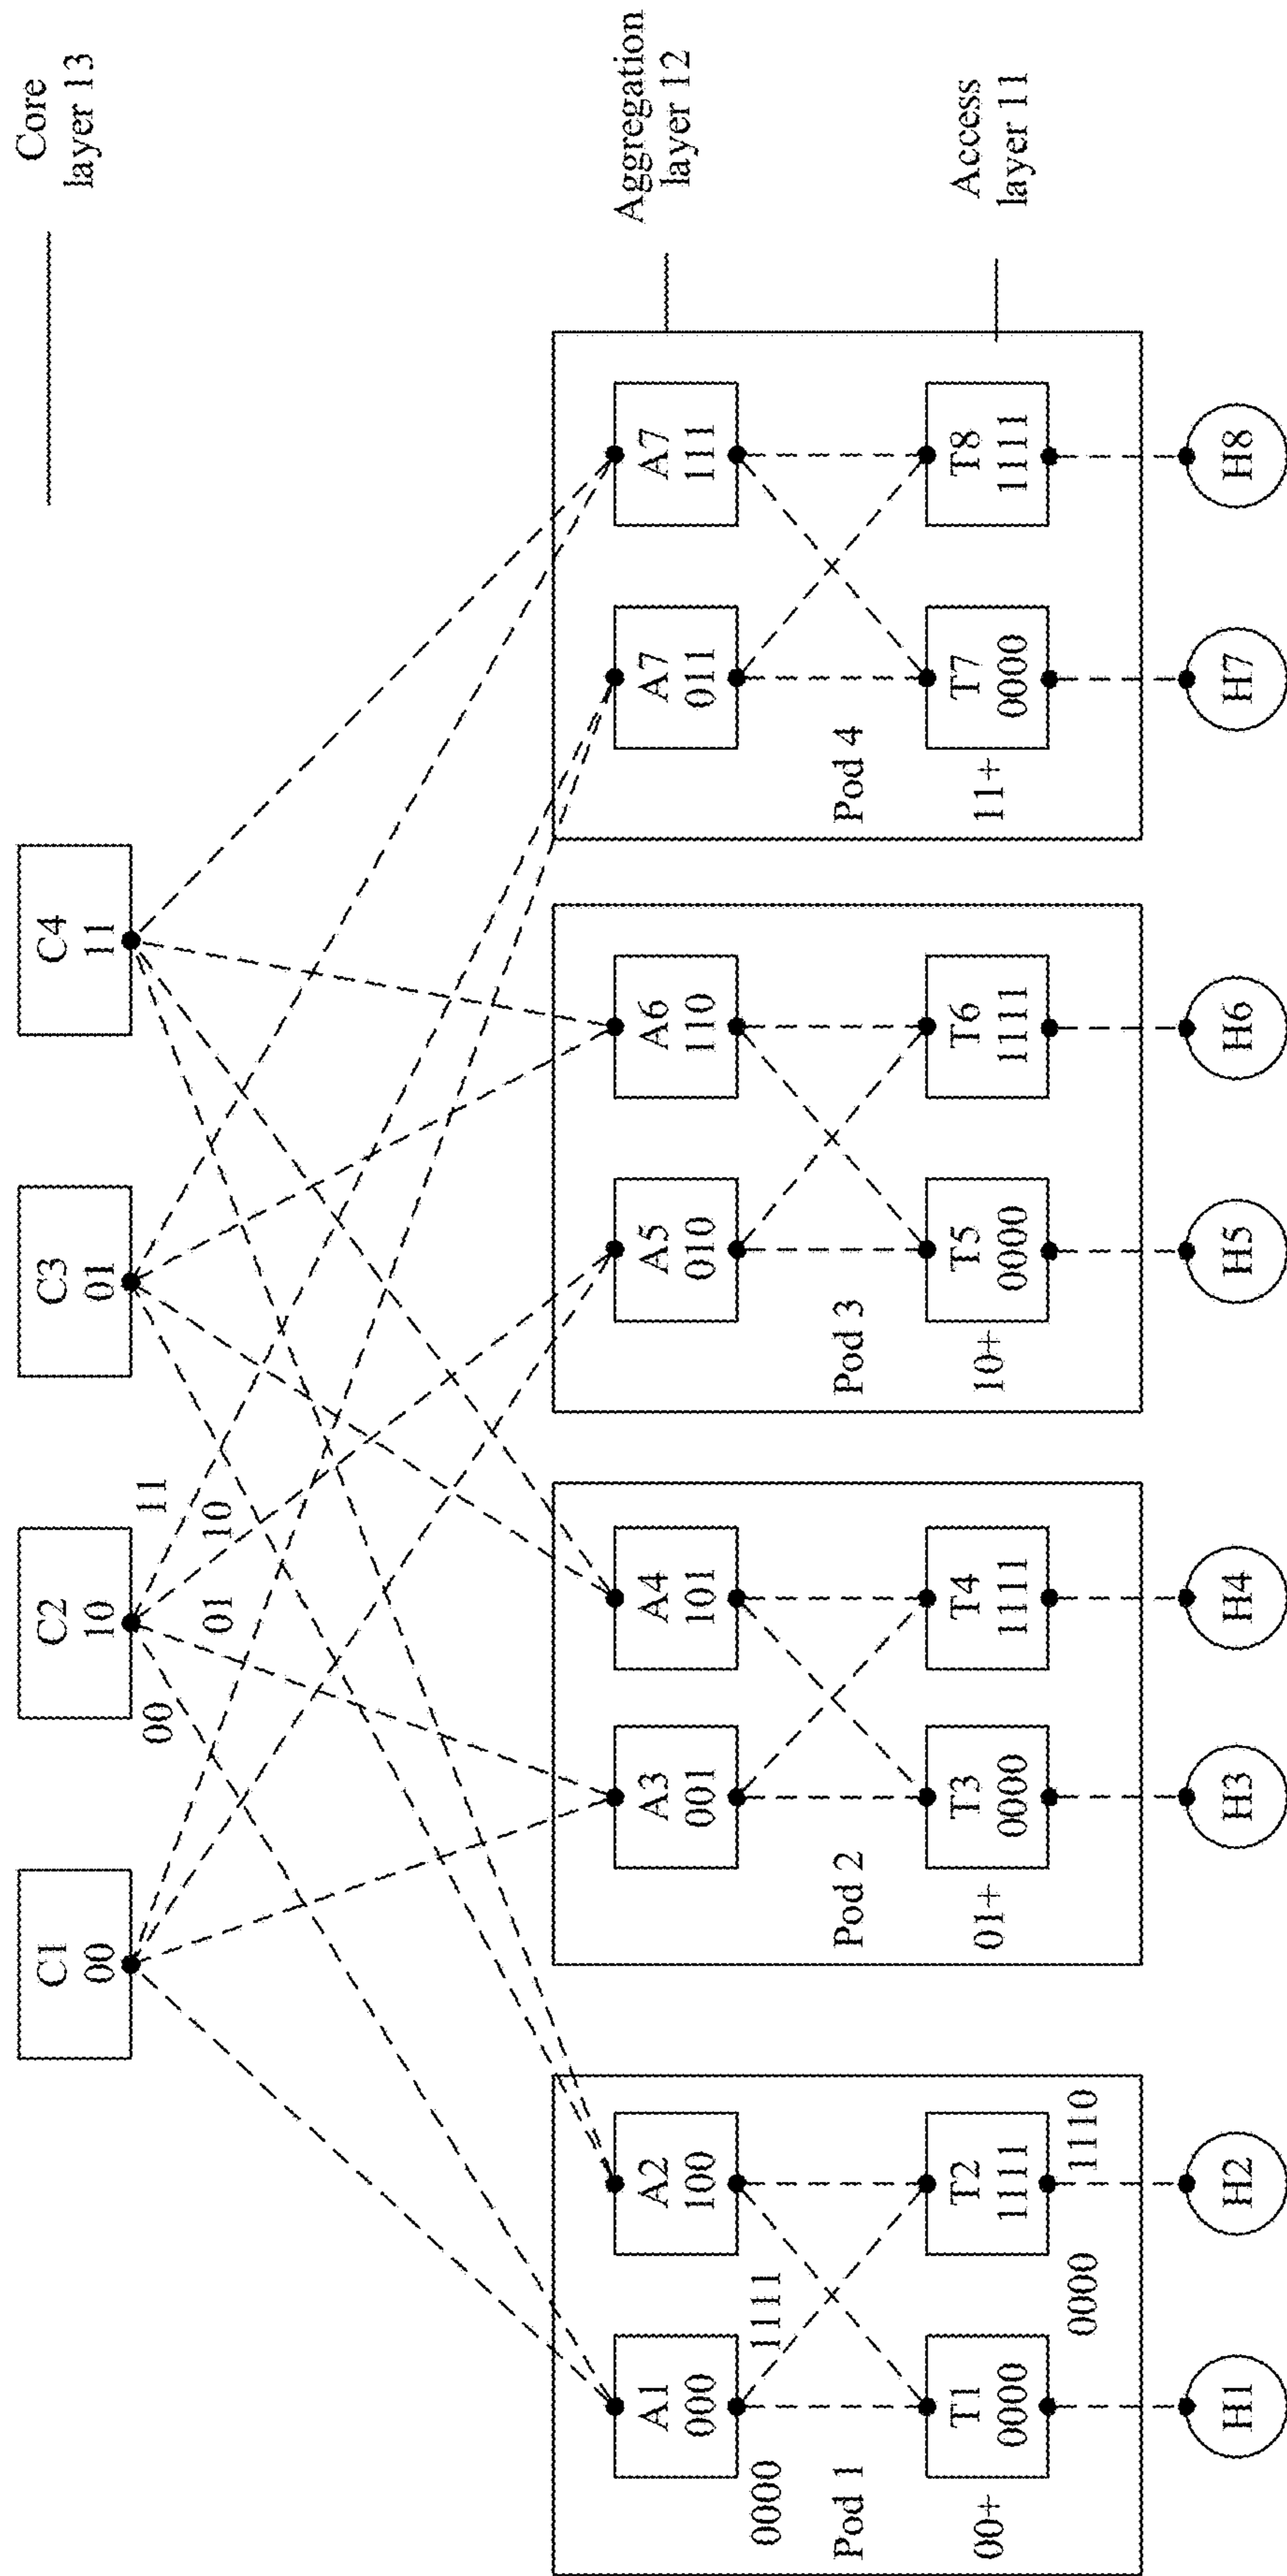 Core
layer 13
C1
00
C2
10
C3
01
C4
11
00
01
10
11
Aggregation
layer 12
A1
000
A2
100
A3
001
A4
101
A5
010
A6
110
A7
011
A7
111
0000
1111
Pod 1
Pod 2
Pod 3
Pod 4
Access
layer 11
00+
T1
0000
T2
1111
01+
T3
0000
T4
1111
10+
T5
0000
T6
1111
11+
T7
0000
T8
1111
0000
1110
H1
H2
H3
H4
H5
H6
H7
H8